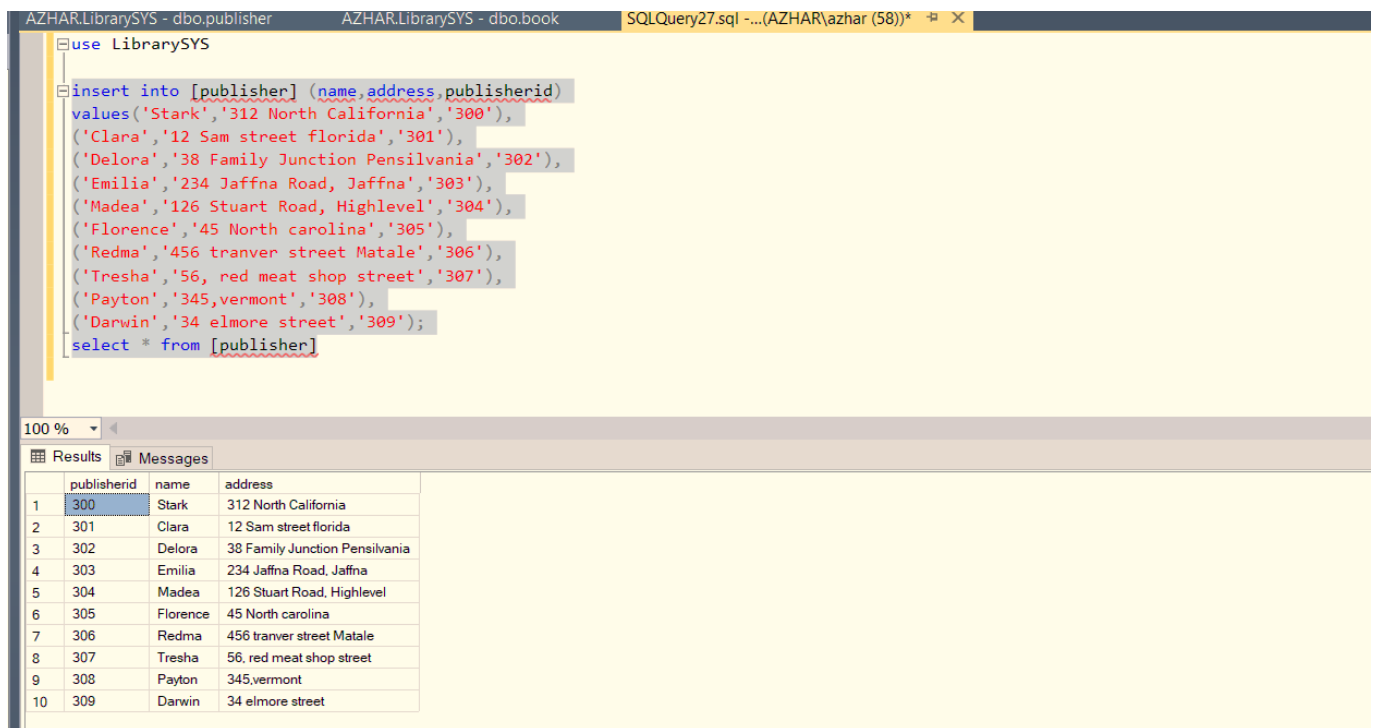 AZHAR.LibrarySYS - dbo.publisher AZHAR.LibrarySYS - dbo.book SQLQuery27.sql -...(AZHAR\azhar (58))*
use LibrarySYS
insert into [publisher] (name,address,publisherid)
values('Stark','312 North California','300'),
('Clara','12 Sam street florida','301'),
('Delora','38 Family Junction Pensilvania','302'),
('Emilia','234 Jaffna Road, Jaffna','303'),
('Madea','126 Stuart Road, Highlevel','304'),
('Florence','45 North carolina','305'),
('Redma','456 tranver street Matale','306'),
('Tresha','56, red meat shop street','307'),
('Payton','345,vermont','308'),
('Darwin','34 elmore street','309');
select * from [publisher]
100 %
Results Messages
publisherid name address
1 300 Stark 312 North California
2 301 Clara 12 Sam street florida
3 302 Delora 38 Family Junction Pensilvania
4 303 Emilia 234 Jaffna Road, Jaffna
5 304 Madea 126 Stuart Road, Highlevel
6 305 Florence 45 North carolina
7 306 Redma 456 tranver street Matale
8 307 Tresha 56, red meat shop street
9 308 Payton 345,vermont
10 309 Darwin 34 elmore street